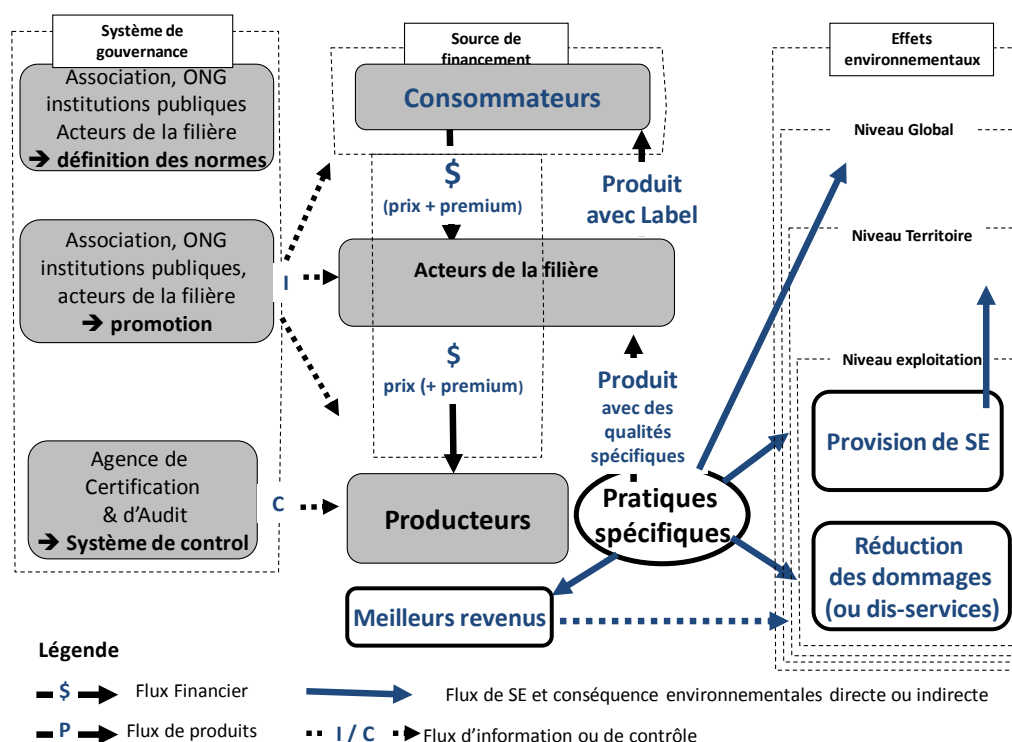 Système de
gouvernance
Association, ONG
institutions publiques
Acteurs de la filière
➔ définition des normes
Association, ONG
institutions publiques,
acteurs de la filière
➔ promotion
I
Agence de
Certification
& d'Audit
➔ Système de control
C
Source de
financement
Consommateurs
$
(prix + premium)
Produit
avec Label
Acteurs de la filière
$
prix (+ premium)
Produit
avec des
qualités
spécifiques
Producteurs
Pratiques
spécifiques
Meilleurs revenus
Effets
environnementaux
Niveau Global
Niveau Territoire
Niveau exploitation
Provision de SE
Réduction
des dommages
(ou dis-services)
Légende
$ Flux Financier
Flux de SE et conséquence environnementales directe ou indirecte
P Flux de produits
I / C Flux d'information ou de contrôle